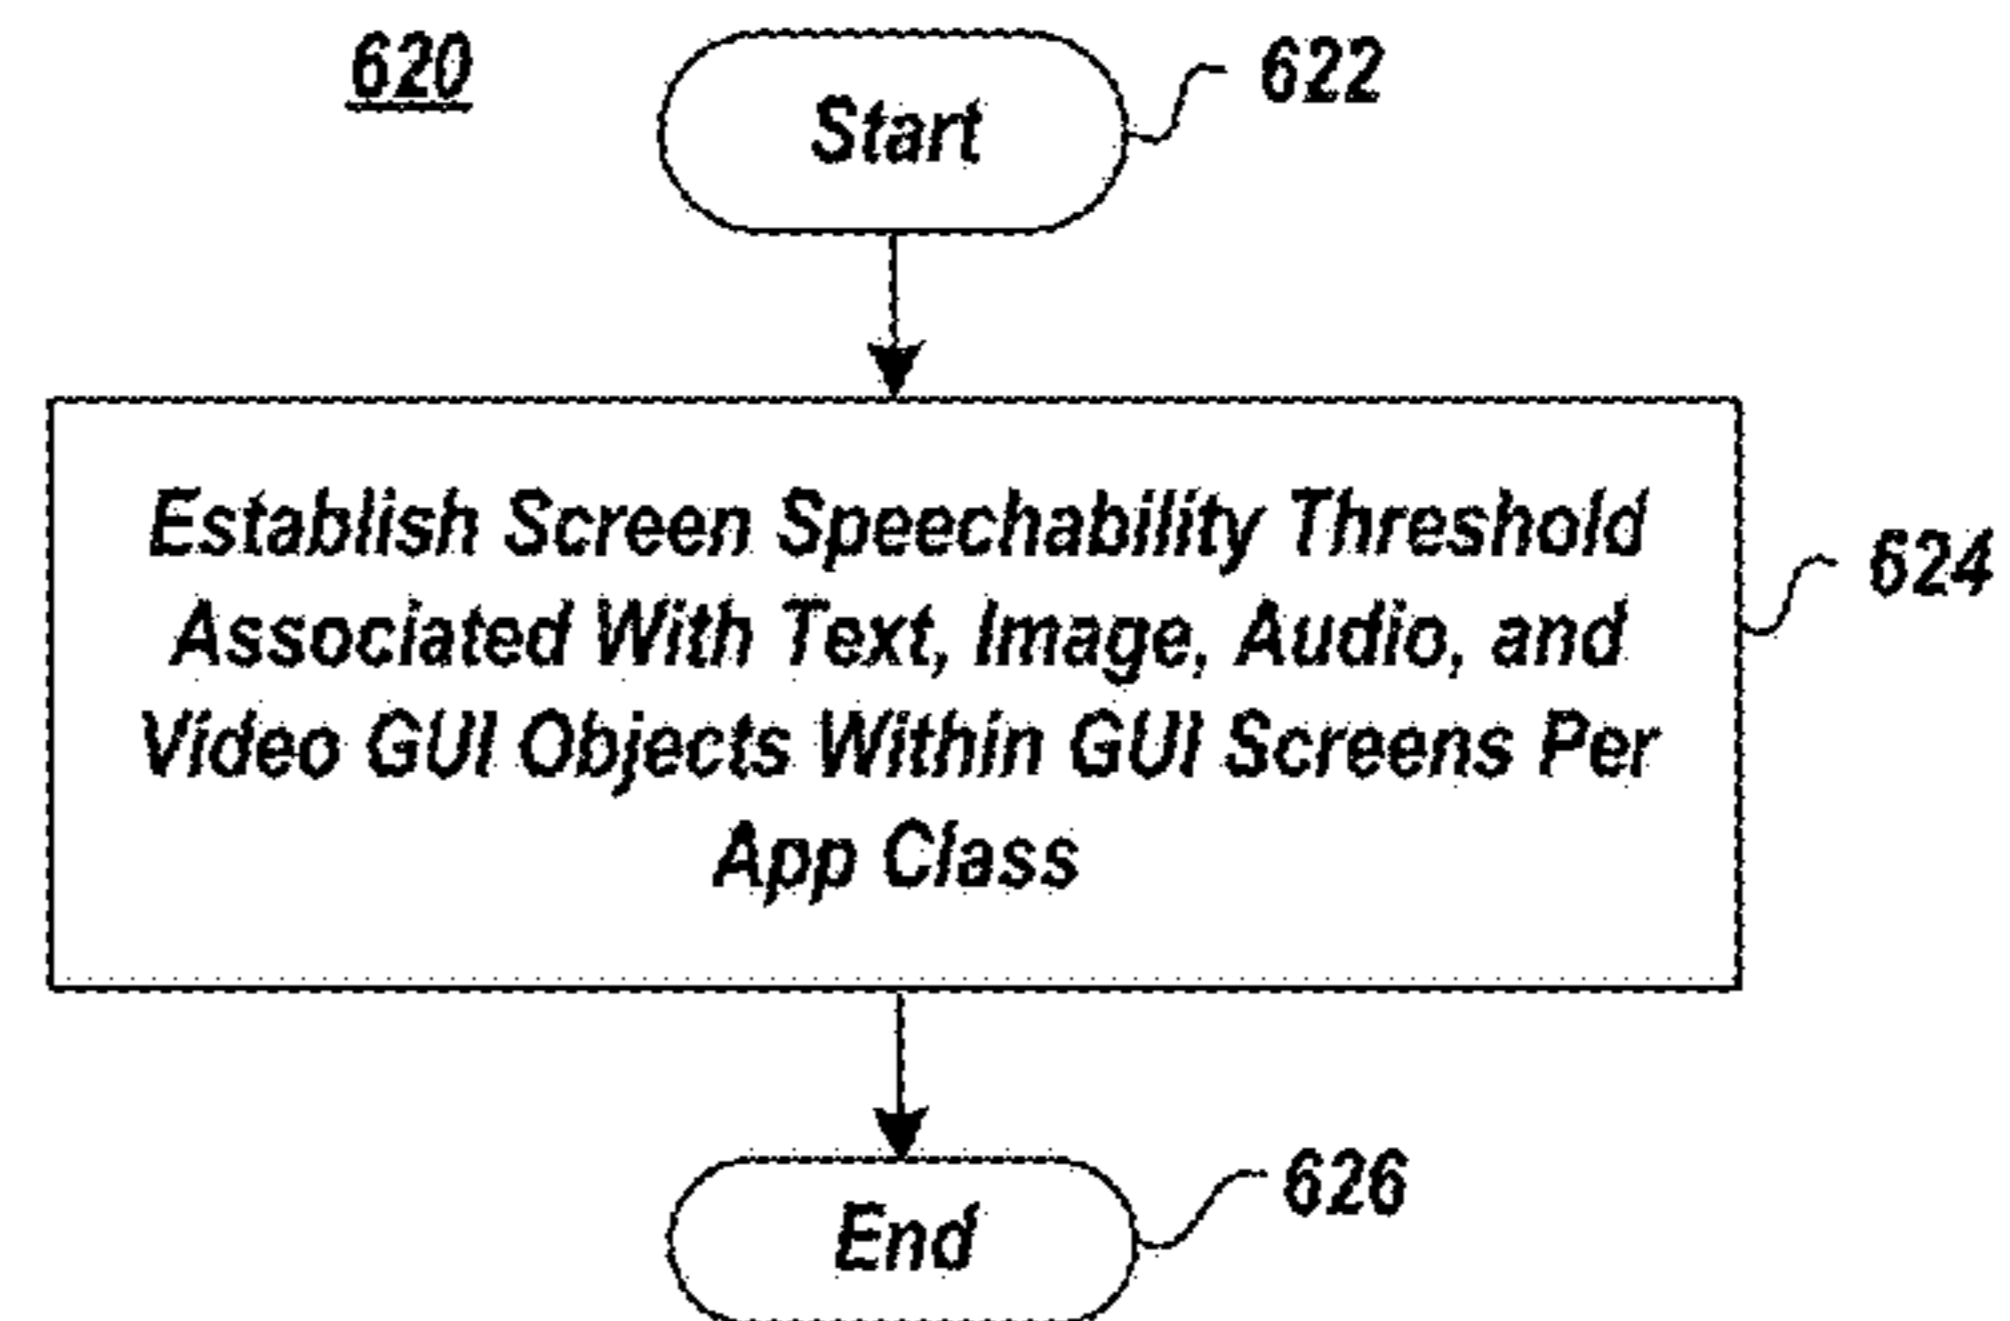 620
622
Start
Establish Screen Speechability Threshold
Associated With Text, Image, Audio, and
Video GUI Objects Within GUI Screens Per
App Class
624
End
626